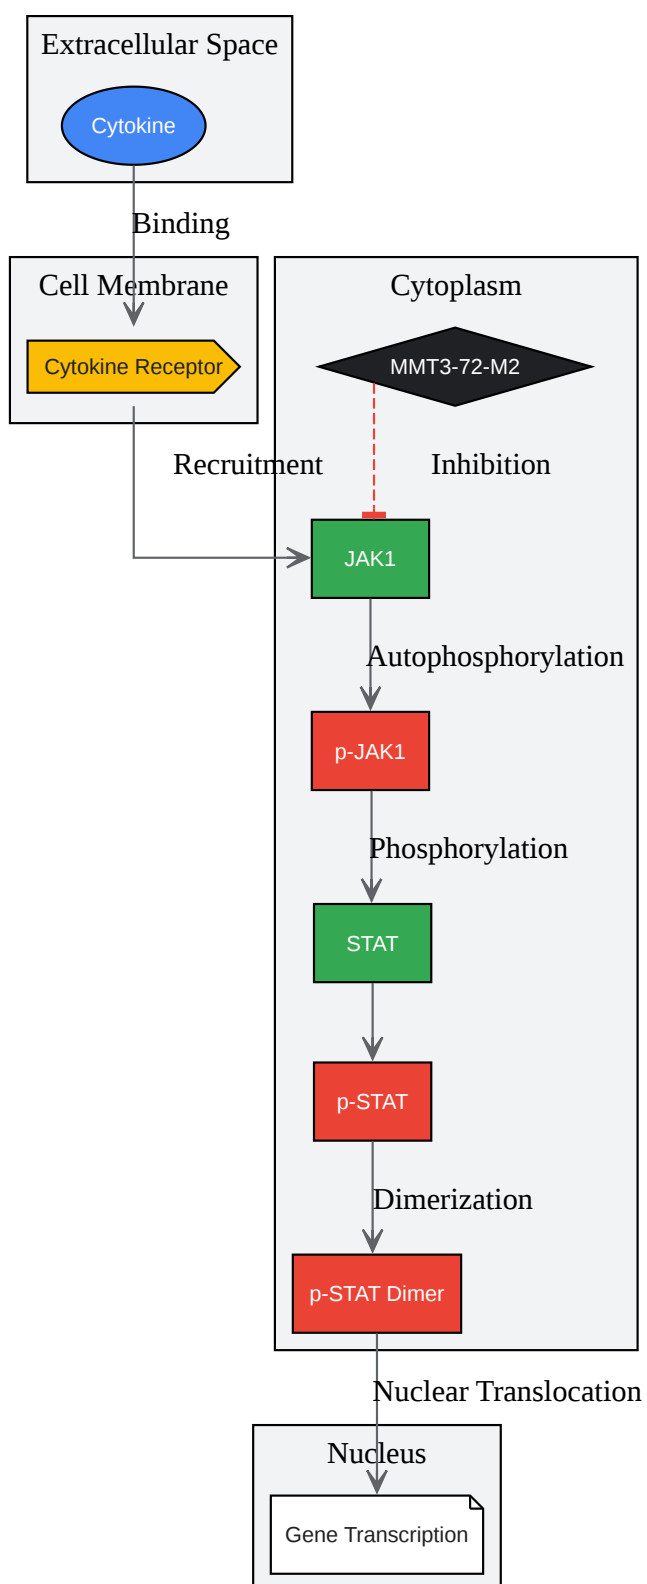 Extracellular Space
Cytokine
Binding
Cell Membrane
Cytokine Receptor
Cytoplasm
MMT3-72-M2
Recruitment
Inhibition
JAK1
Autophosphorylation
p-JAK1
Phosphorylation
STAT
p-STAT
Dimerization
p-STAT Dimer
Nuclear Translocation
Nucleus
Gene Transcription